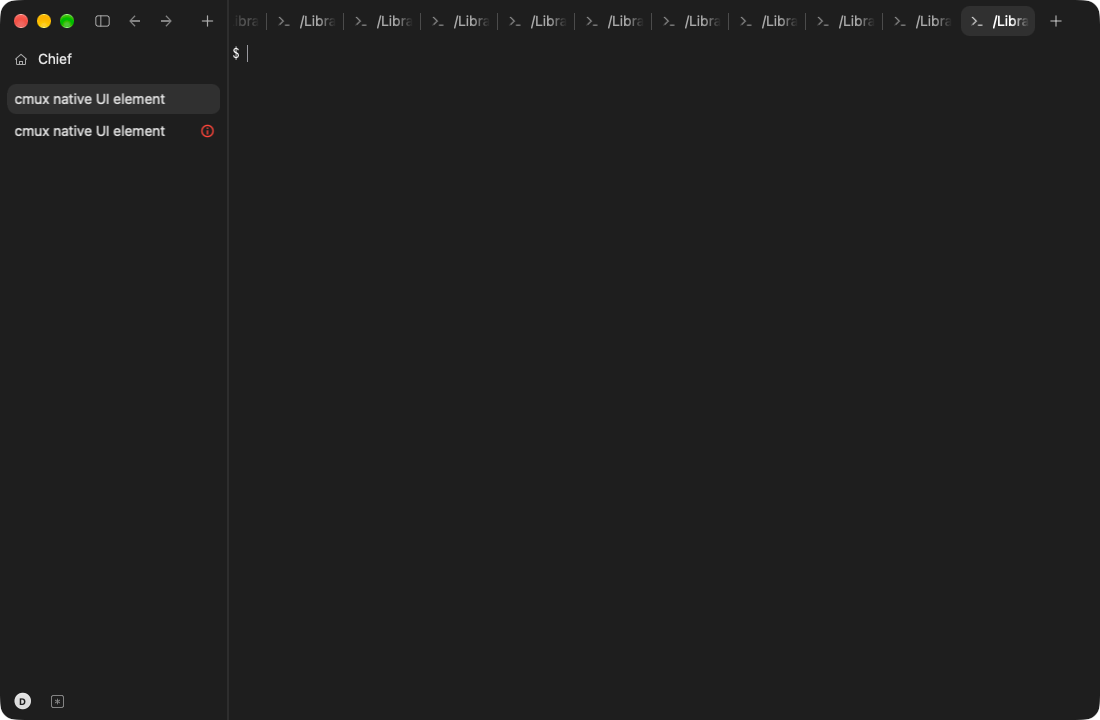 ibra /Libra /Libra /Libra /Libra /Libra /Libra /Libra /Libra /Libra /Libra
Chief
$
cmux native UI element
cmux native UI element
D